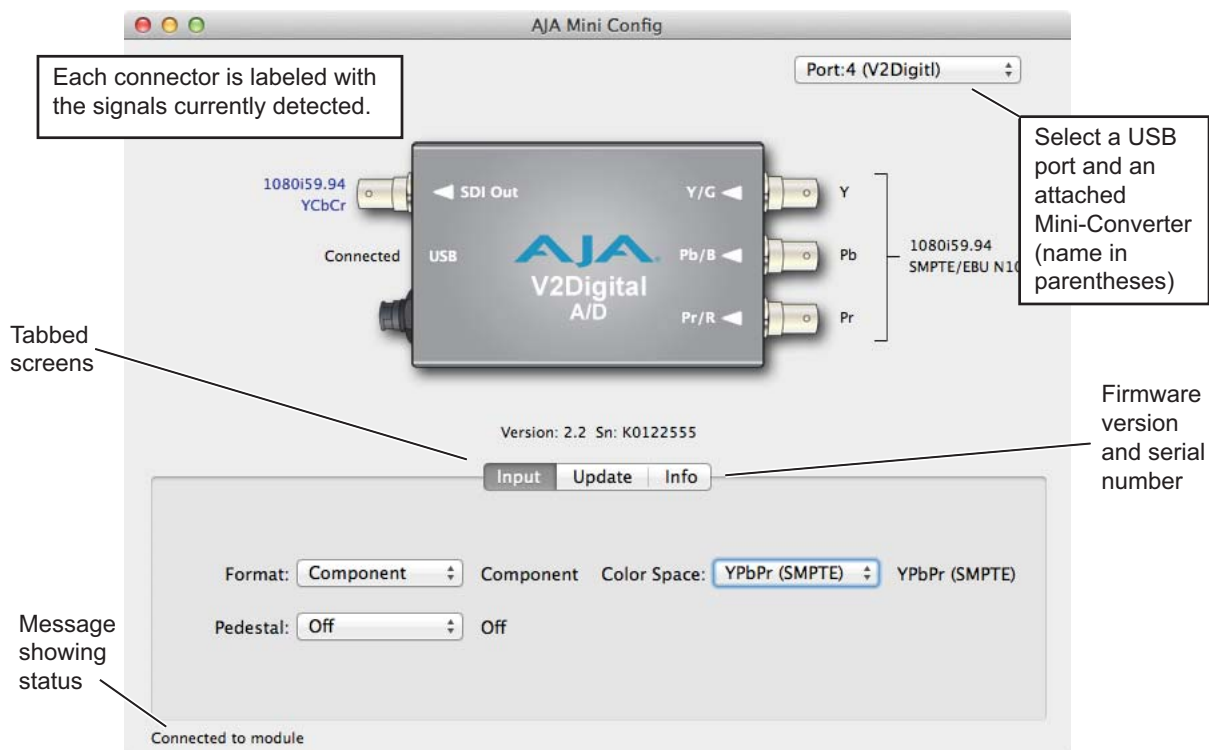 AJA Mini Config
Each connector is labeled with
the signals currently detected.
Port:4 (V2Digitl)
Select a USB
port and an
attached
Mini-Converter
(name in
parentheses)
1080i59.94
YCbCr
SDI Out
Y/G
Y
Connected
USB
AJA
V2Digital
A/D
Pb/B
Pb
1080i59.94
SMPTE/EBU N10
Pr/R
Pr
Tabbed
screens
Firmware
version
and serial
number
Version: 2.2 Sn: K0122555
Input
Update
Info
Format:
Component
Component
Color Space:
YPbPr (SMPTE)
YPbPr (SMPTE)
Pedestal:
Off
Off
Message
showing
status
Connected to module